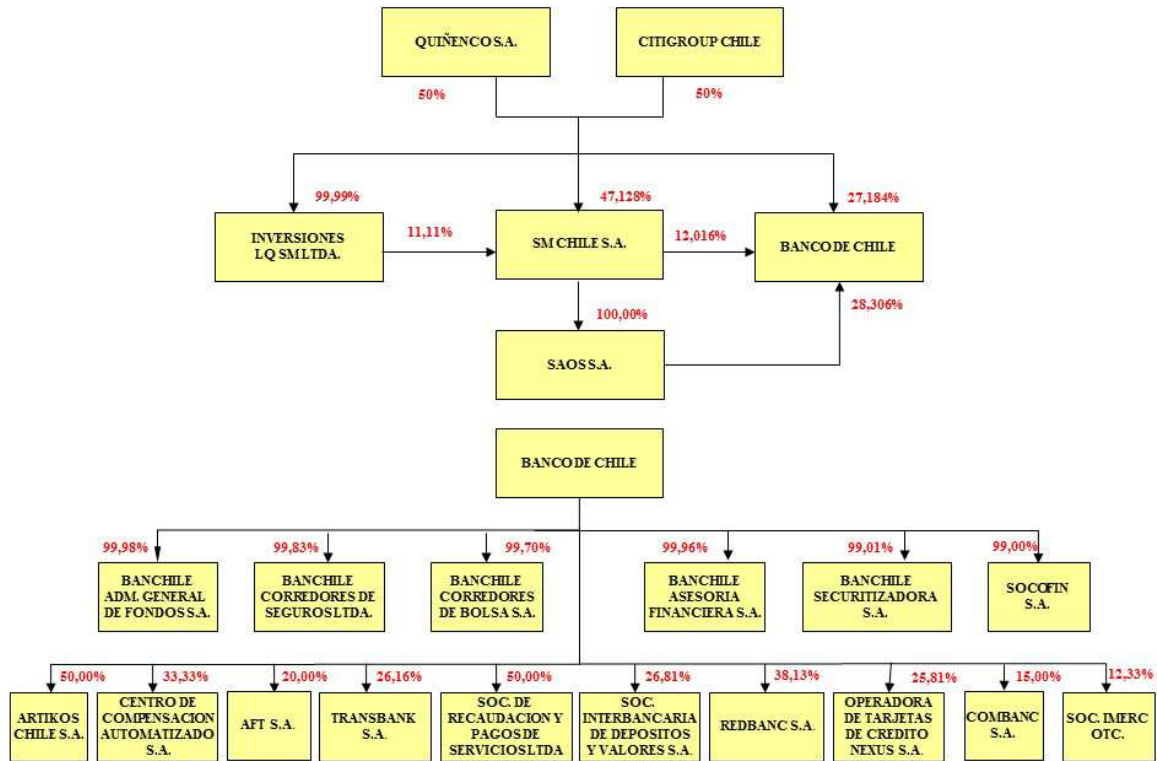 QUIÑENCO S.A.
CITIGROUP CHILE
50%
50%
99,99%
47,128%
27,184%
INVERSIONES
LQ SM LTDA.
11,11%
SM CHILE S.A.
12,016%
BANCO DE CHILE
100,00%
28,306%
SAOS S.A.
BANCO DE CHILE
99,98%
99,83%
99,70%
99,96%
99,01%
99,00%
BANCHILE
ADM. GENERAL
DE FONDOS S.A.
BANCHILE
CORREDORES DE
SEGUROS LTDA.
BANCHILE
CORREDORES
DE BOLSA S.A.
BANCHILE
ASESORIA
FINANCIERA S.A.
BANCHILE
SECURITIZADORA
S.A.
SOCOFIN
S.A.
50,00%
33,33%
20,00%
26,16%
50,00%
26,81%
38,13%
25,81%
15,00%
12,33%
ARTIKOS
CHILE S.A.
CENTRO DE
COMPENSACION
AUTOMATIZADO
S.A.
AFT S.A.
TRANSBANK
S.A.
SOC. DE
RECAUDACION Y
PAGOS DE
SERVICIOS LTDA
SOC.
INTERBANCARIA
DE DEPOSITOS
Y VALORES S.A.
REDBANC S.A.
OPERADORA
DE TARJETAS
DE CREDITO
NEXUS S.A.
COMBANC
S.A.
SOC. IMERC
OTC.